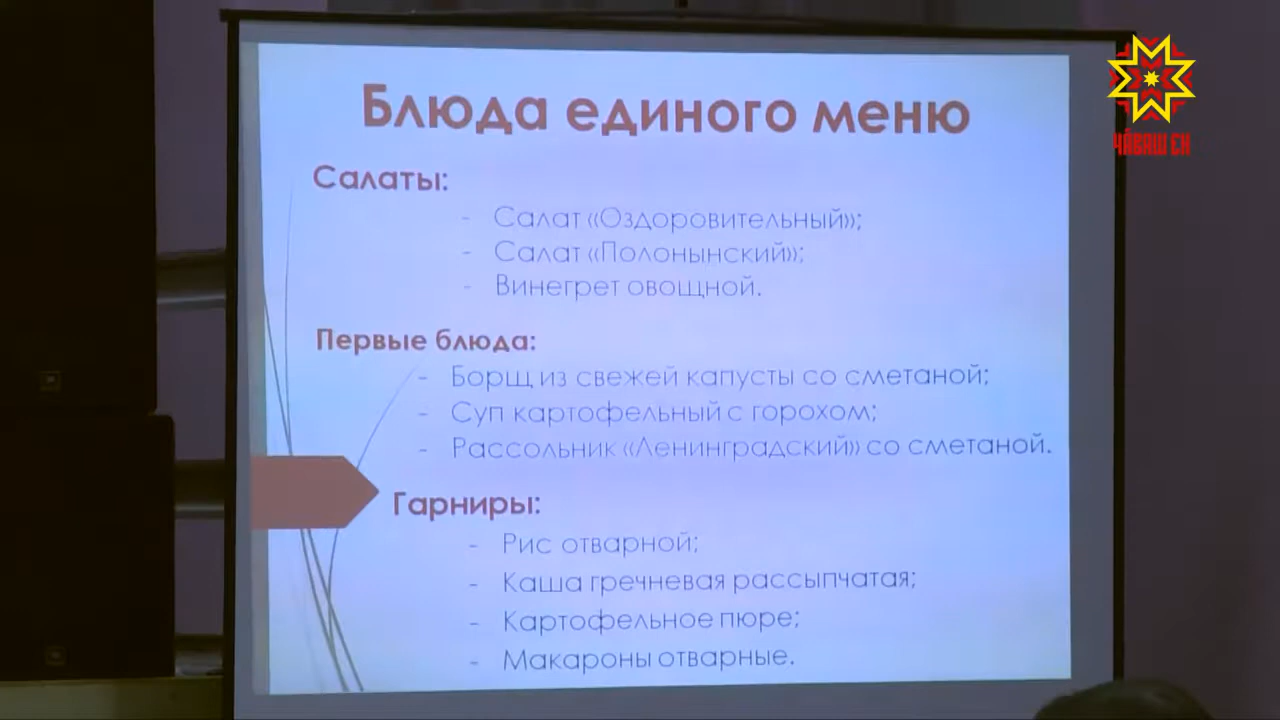 Блюда единого меню
Салаты:
- Салат «Оздоровительный»;
- Салат «Полонынский»;
- Винегрет овощной.
Первые блюда:
- Борщ из свежей капусты со сметаной;
- Суп картофельный с горохом;
- Рассольник «Ленинградский» со сметаной.
Гарниры:
- Рис отварной;
- Каша гречневая рассыпчатая;
- Картофельное пюре;
- Макароны отварные.
ЧĂВАШ ЕН